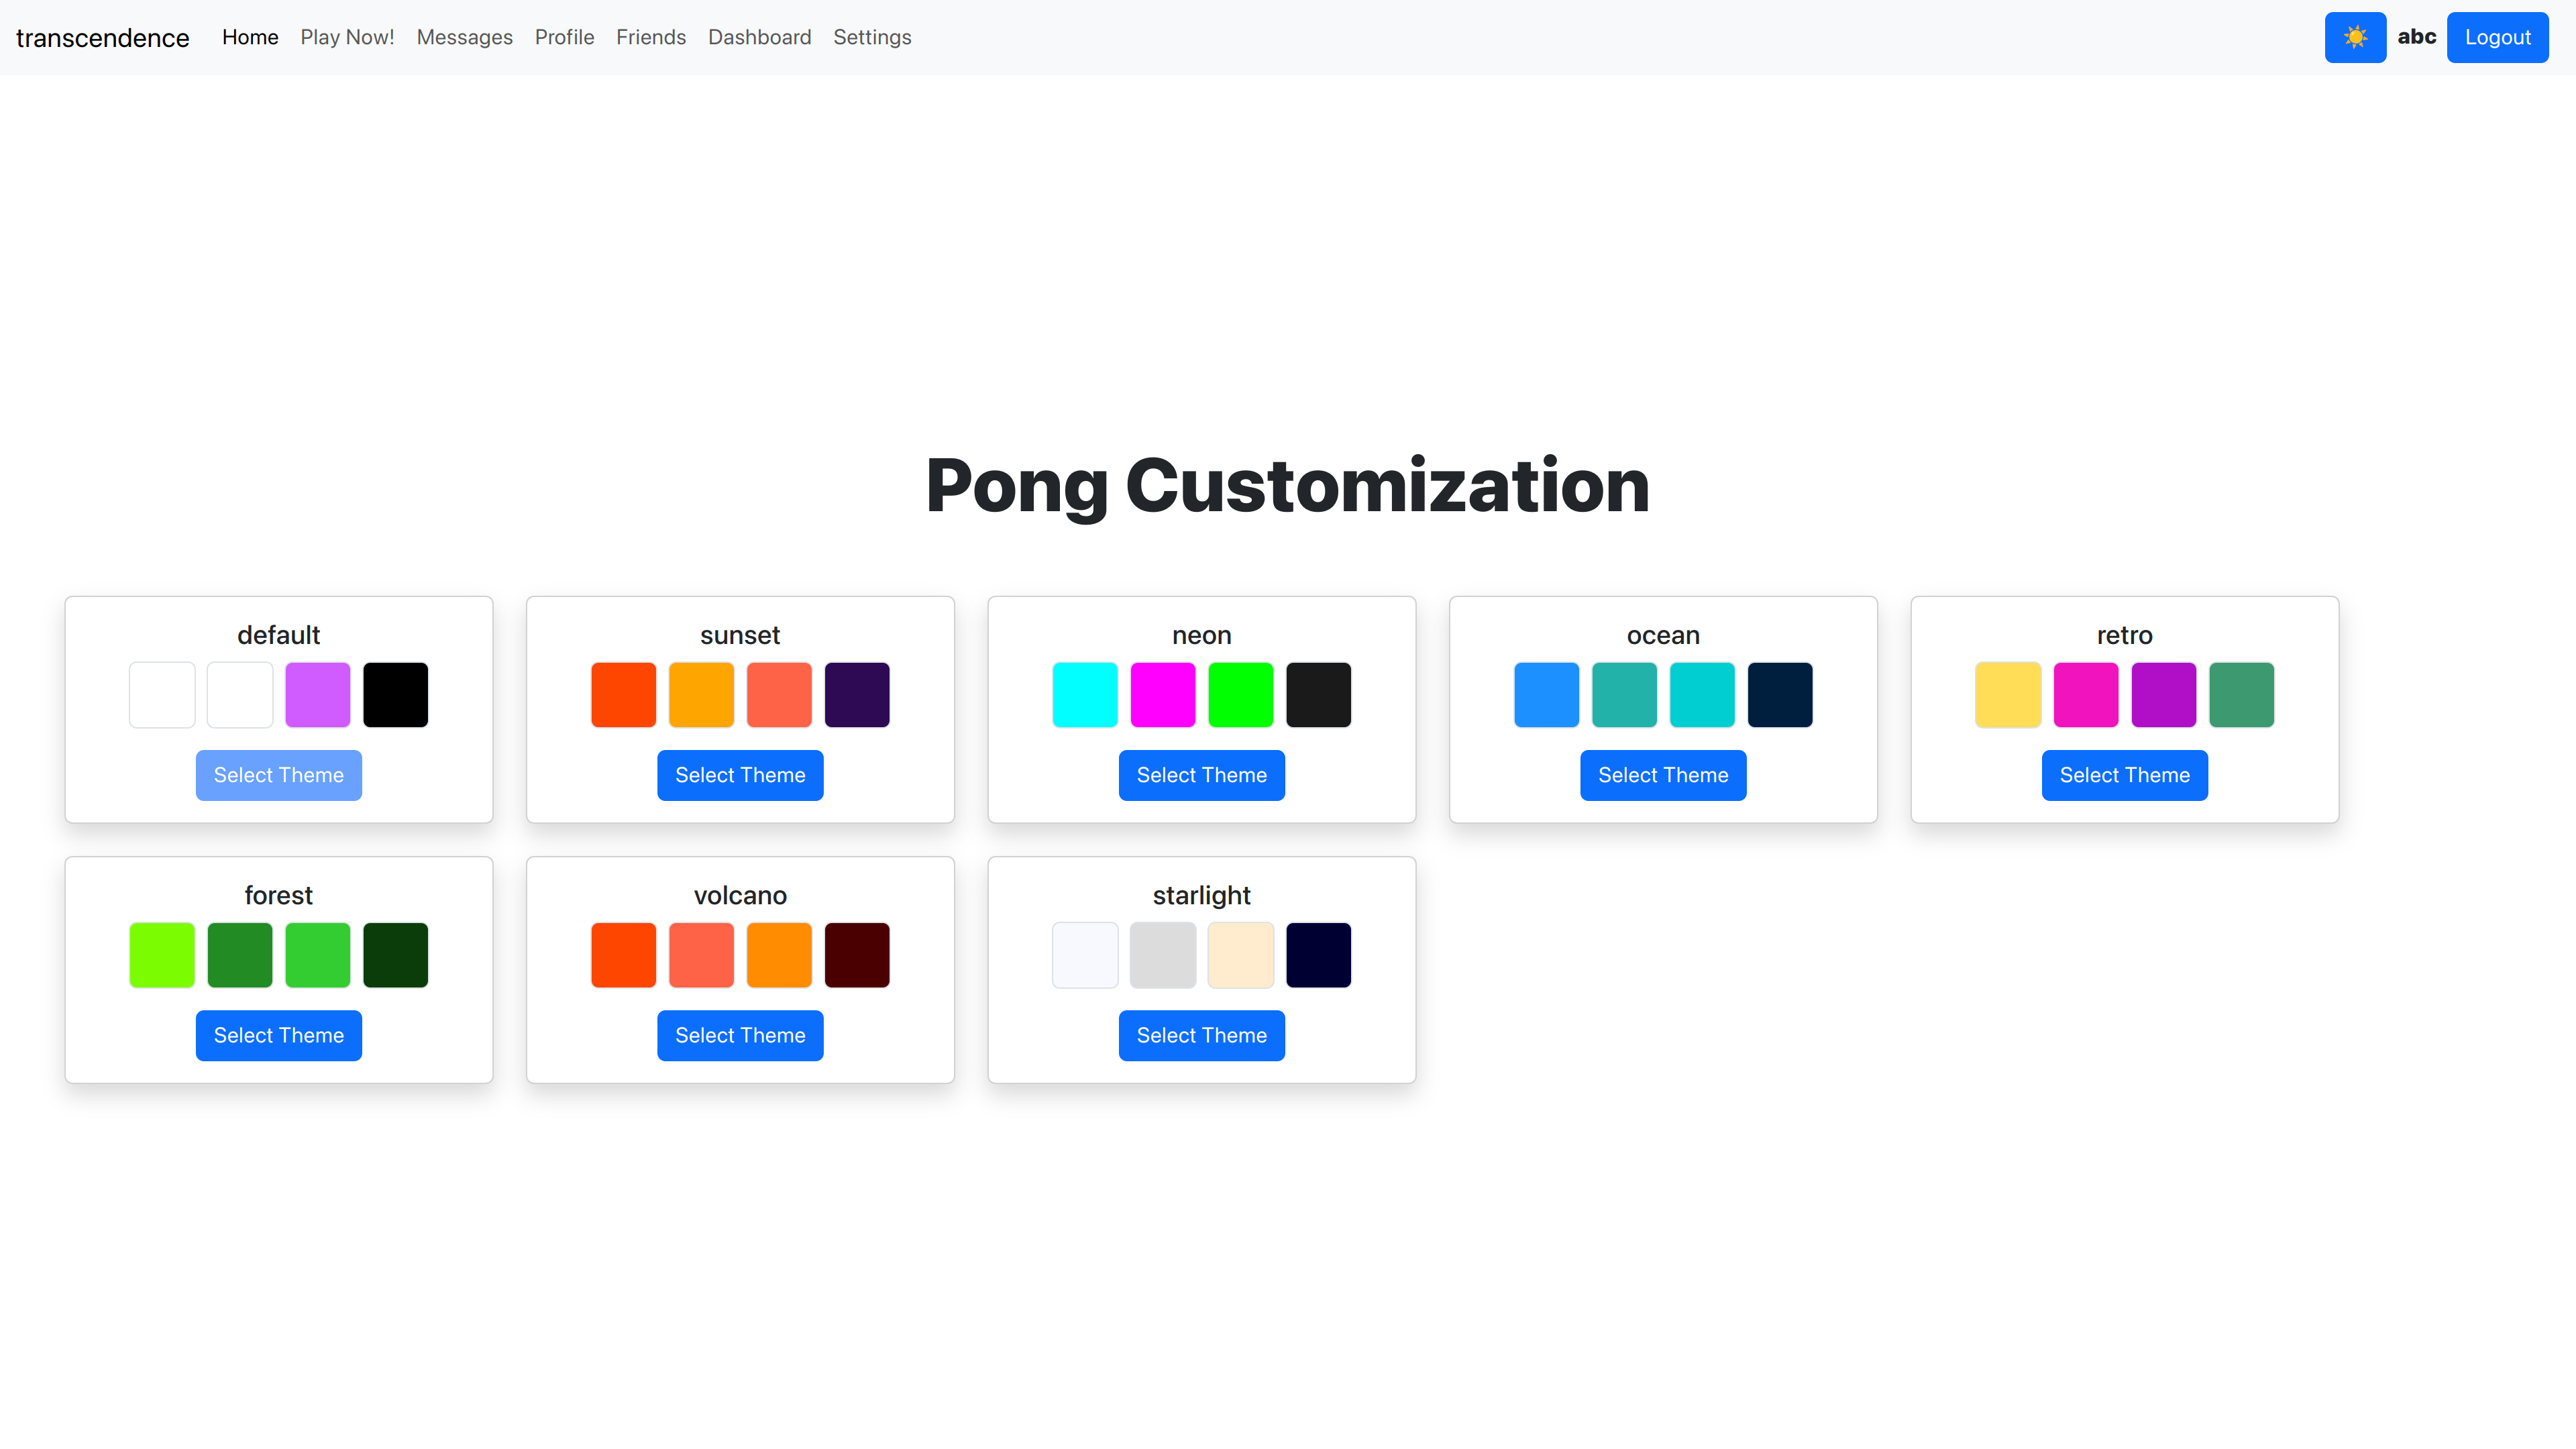 transcendence Home Play Now! Messages Profile Friends Dashboard Settings abc Logout
Pong Customization
default sunset neon ocean retro
Select Theme Select Theme Select Theme Select Theme Select Theme
forest volcano starlight
Select Theme Select Theme Select Theme